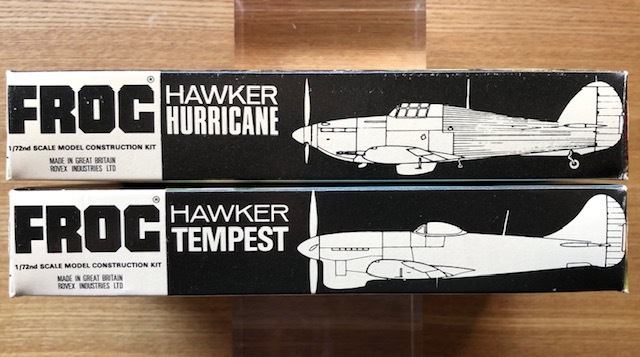 FROG®
HAWKER
HURRICANE
1/72nd SCALE MODEL CONSTRUCTION KIT
MADE IN GREAT BRITAIN
ROVEX INDUSTRIES LTD
FROG®
HAWKER
TEMPEST
1/72nd SCALE MODEL CONSTRUCTION KIT
MADE IN GREAT BRITAIN
ROVEX INDUSTRIES LTD